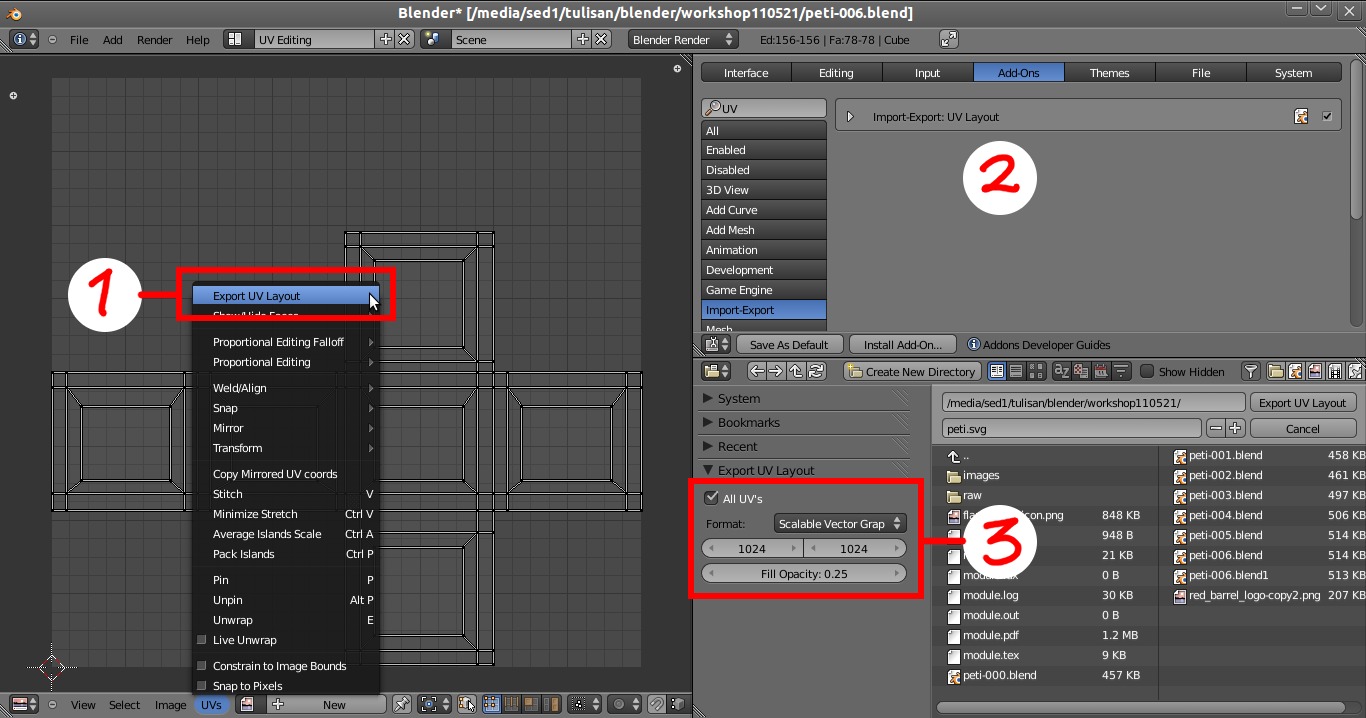 Blender* [/media/sed1/tulisan/blender/workshop110521/peti-006.blend]
File Add Render Help UV Editing Scene Blender Render Ed:156-156 | Fa:78-78 | Cube
Interface Editing Input Add-Ons Themes File System
UV
Import-Export: UV Layout
All
Enabled
Disabled
3D View
Add Curve
Add Mesh
Animation
Development
Game Engine
Import-Export
Mesh
2
1
Export UV Layout
Show/Hide Faces
Proportional Editing Falloff
Proportional Editing
Weld/Align
Snap
Mirror
Transform
Copy Mirrored UV coords
Stitch V
Minimize Stretch Ctrl V
Average Islands Scale Ctrl A
Pack Islands Ctrl P
Pin P
Unpin Alt P
Unwrap E
Live Unwrap
Constrain to Image Bounds
Snap to Pixels
View Select Image UVs New
Save As Default Install Add-On... Addons Developer Guides
Create New Directory Show Hidden
System
Bookmarks
Recent
Export UV Layout
All UV's
Format: Scalable Vector Grap
1024 1024
Fill Opacity: 0.25
3
/media/sed1/tulisan/blender/workshop110521/ Export UV Layout
peti.svg Cancel
..
images
raw
con.png 848 KB
948 B
21 KB
0 B
module.log 30 KB
module.out 0 B
module.pdf 1.2 MB
module.tex 9 KB
peti-000.blend 457 KB
peti-001.blend 458 KB
peti-002.blend 461 KB
peti-003.blend 497 KB
peti-004.blend 506 KB
peti-005.blend 514 KB
peti-006.blend 514 KB
peti-006.blend1 513 KB
red_barrel_logo-copy2.png 207 KB